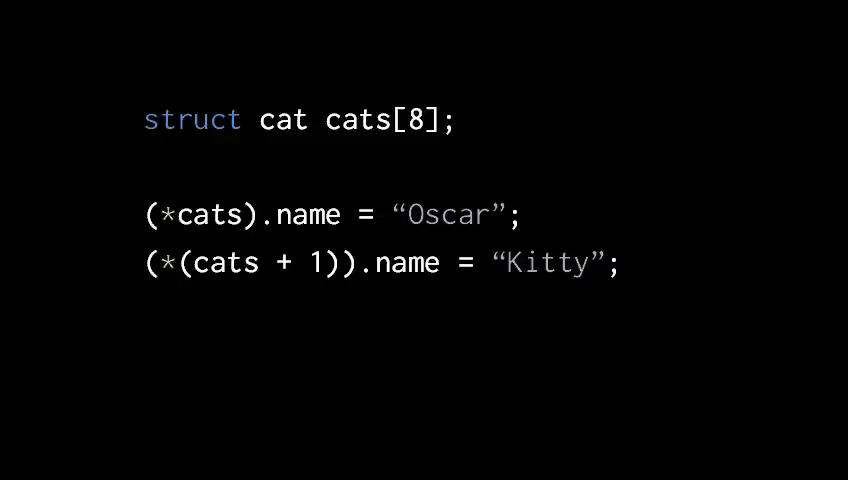 struct cat cats[8];
(*cats).name = “Oscar”;
(*(cats + 1)).name = “Kitty”;